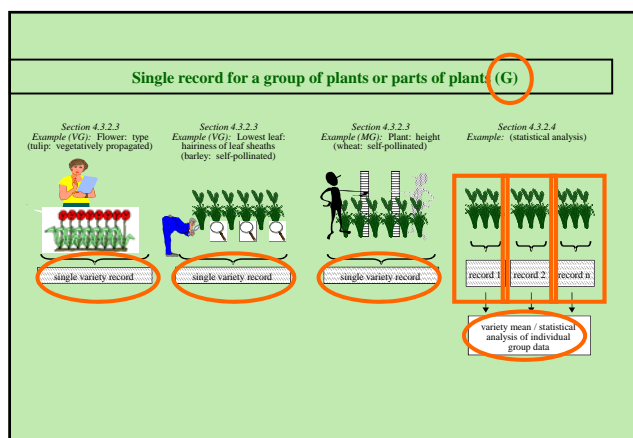 Single record for a group of plants or parts of plants (G)
Section 4.3.2.3
Example (VG): Flower: type
(tulip: vegetatively propagated)
Section 4.3.2.3
Example (VG): Lowest leaf:
hairiness of leaf sheaths
(barley: self-pollinated)
Section 4.3.2.3
Example (MG): Plant: height
(wheat: self-pollinated)
Section 4.3.2.4
Example: (statistical analysis)
single variety record
single variety record
single variety record
record 1
record 2
record n
variety mean / statistical
analysis of individual
group data